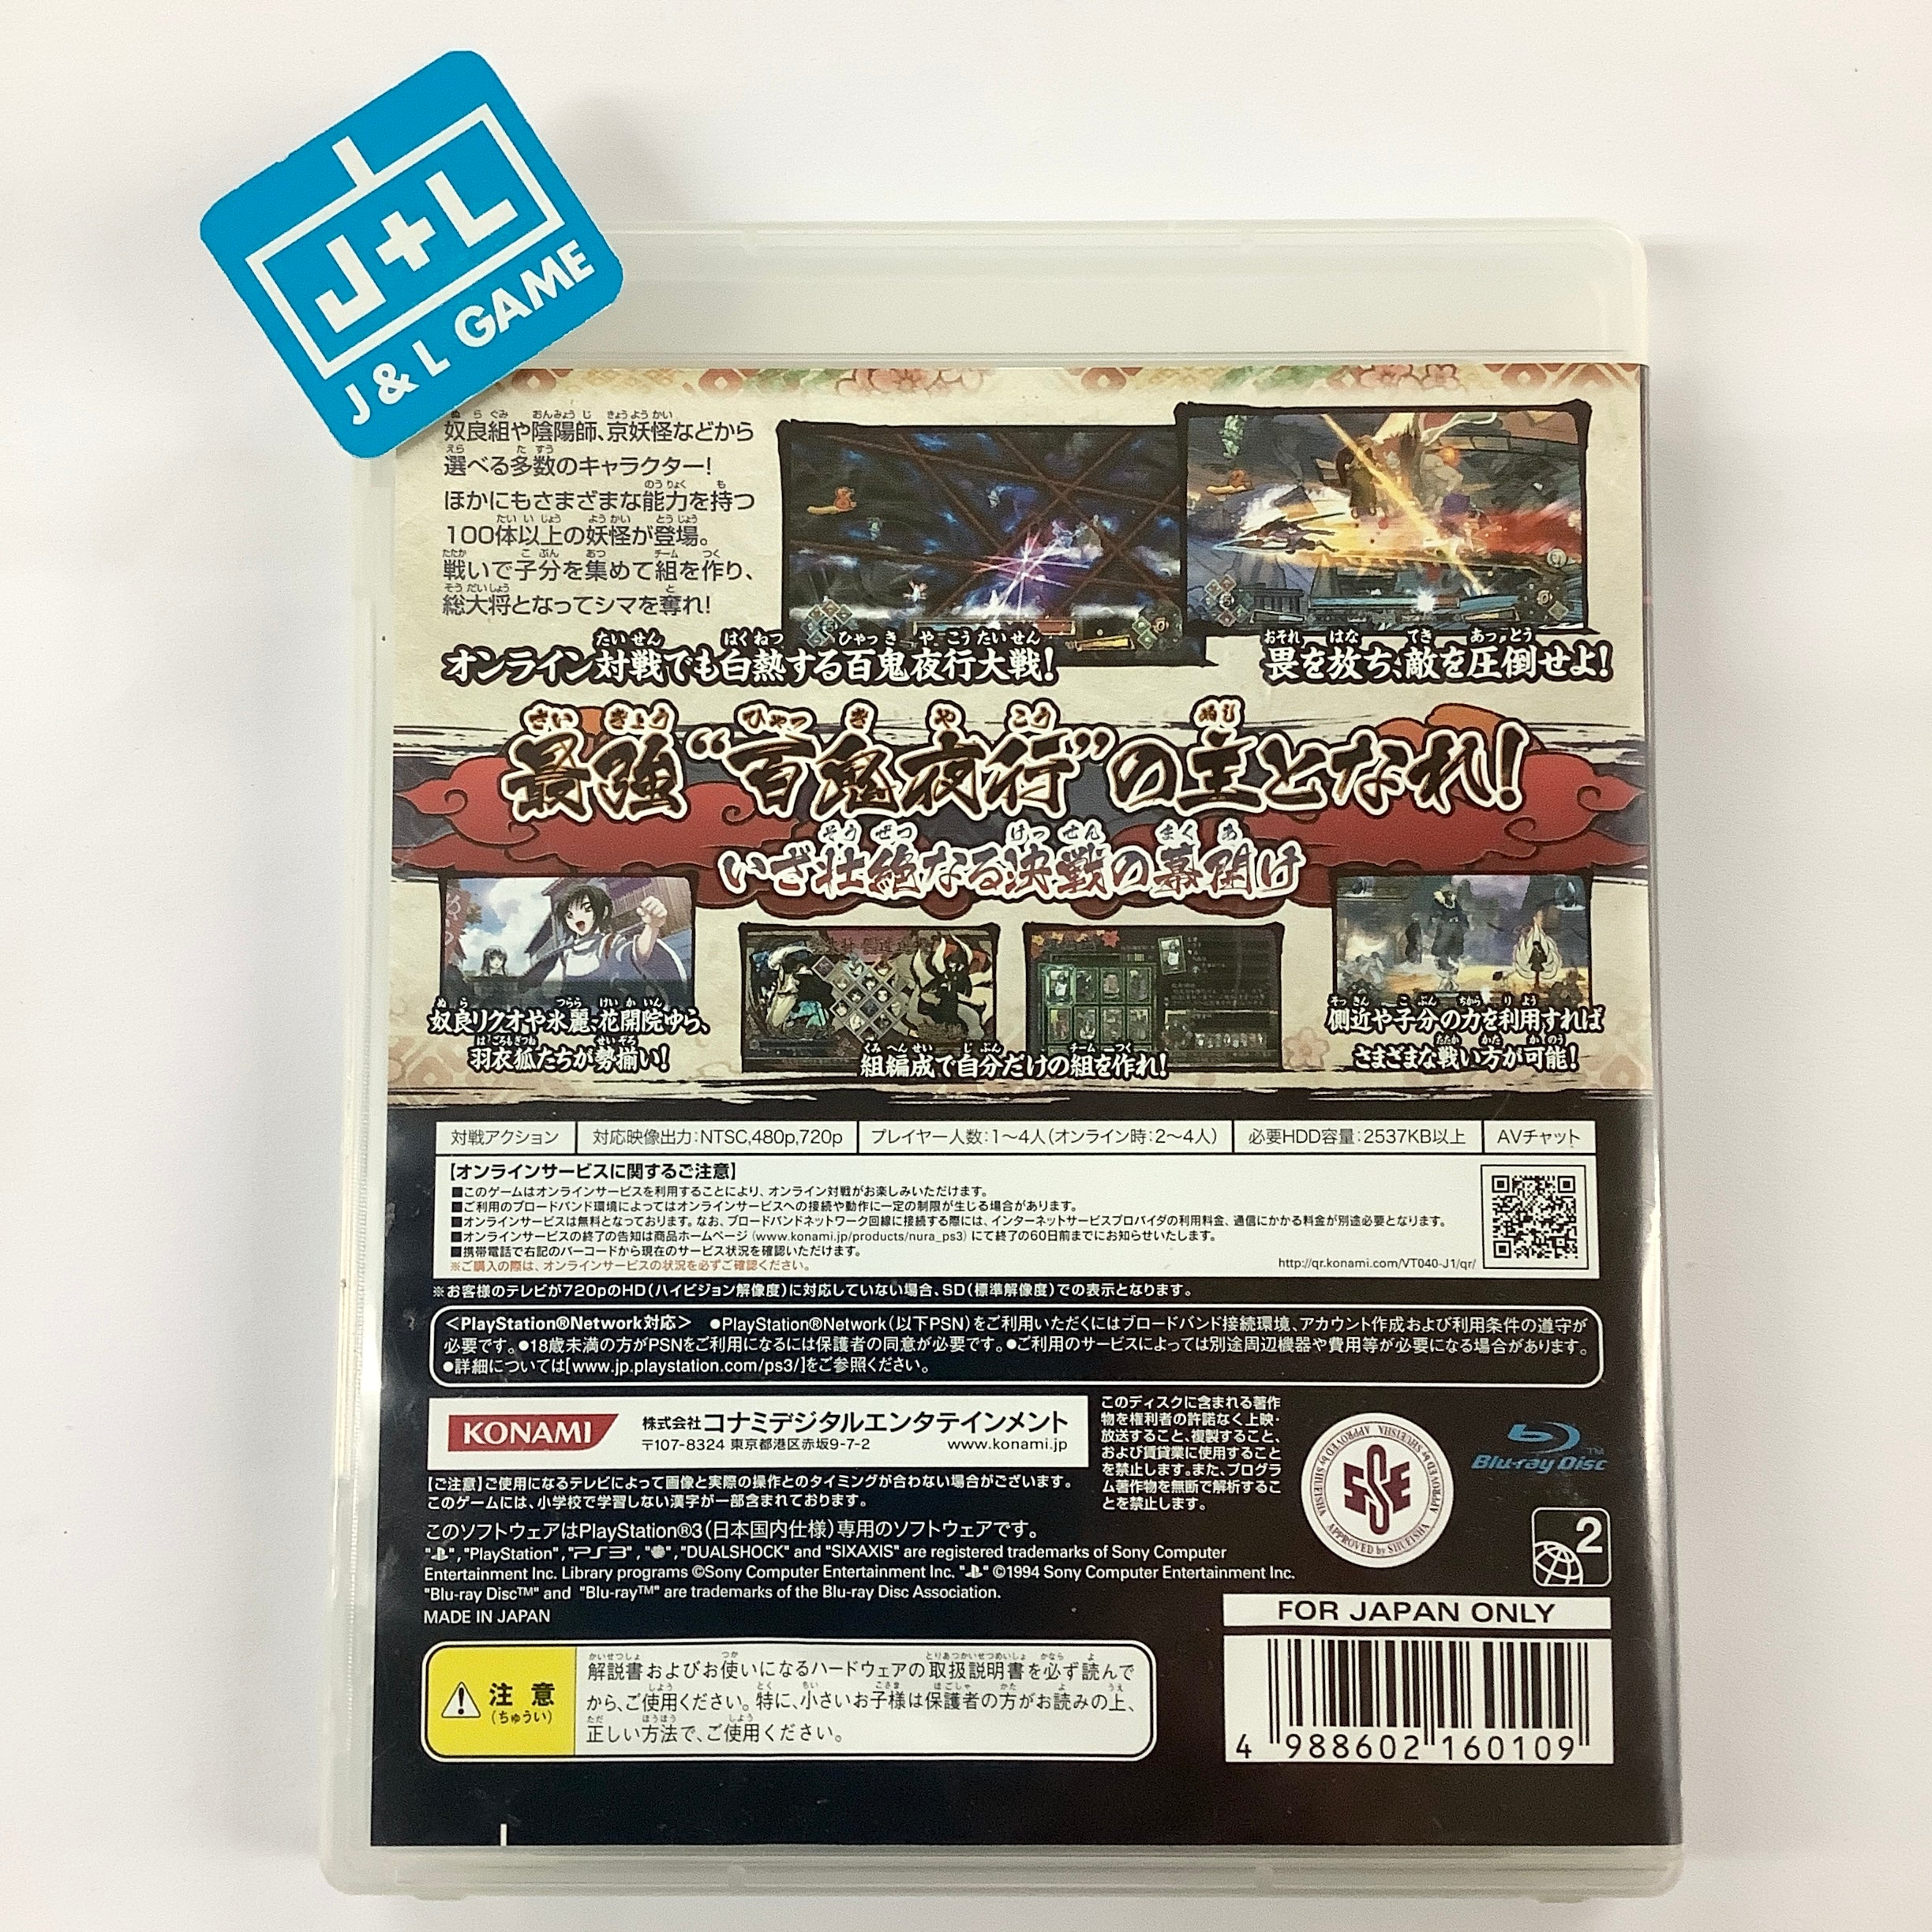 J+L
J & L GAME
奴良組や陰陽師、京妖怪などから
選べる多数のキャラクター!
ほかにもさまざまな能力を持つ
100体以上の妖怪が登場。
戦いで子分を集めて組を作り、
総大将となってシマを奪れ!
オンライン対戦でも白熱する百鬼夜行大戦!
畏を放ち、敵を圧倒せよ!
最強“百鬼夜行”の主となれ!
いざ壮絶なる決戦の幕開け
奴良リクオや氷麗、花開院ゆら、
羽衣狐たちが勢揃い!
組編成で自分だけの組を作れ!
側近や子分の力を利用すれば
さまざまな戦い方が可能!
対戦アクション 対応映像出力:NTSC,480p,720p プレイヤー人数:1〜4人(オンライン時:2〜4人) 必要HDD容量:2537KB以上 AVチャット
【オンラインサービスに関するご注意】
■このゲームはオンラインサービスを利用することにより、オンライン対戦がお楽しみいただけます。
■ご利用のブロードバンド環境によってはオンラインサービスへの接続や動作に一定の制限が生じる場合があります。
■オンラインサービスは無料となっております。なお、ブロードバンドネットワーク回線に接続する際には、インターネットサービスプロバイダの利用料金、通信にかかる料金が別途必要となります。
■オンラインサービスの終了の告知は商品ホームページ(www.konami.jp/products/nura_ps3)にて終了の60日前までにお知らせいたします。
■携帯電話で右記のバーコードから現在のサービス状況を確認いただけます。
※ご購入の際は、オンラインサービスの状況を必ずご確認ください。
http://qr.konami.com/VT040-J1/qr/
※お客様のテレビが720pのHD(ハイビジョン解像度)に対応していない場合、SD(標準解像度)での表示となります。
<PlayStation®Network対応> ●PlayStation®Network(以下PSN)をご利用いただくにはブロードバンド接続環境、アカウント作成および利用条件の遵守が
必要です。●18歳未満の方がPSNをご利用になるには保護者の同意が必要です。●ご利用のサービスによっては別途周辺機器や費用等が必要になる場合があります。
●詳細については[www.jp.playstation.com/ps3/]をご参照ください。
KONAMI
株式会社コナミデジタルエンタテインメント
〒107-8324 東京都港区赤坂9-7-2 www.konami.jp
このディスクに含まれる著作
物を権利者の許諾なく上映・
放送すること、複製すること、
および賃貸業に使用すること
を禁止します。また、プログラ
ム著作物を無断で解析するこ
とを禁止します。
APPROVED by SHUEISHA APPROVED by SHUEISHA APPROVED by SHUEISHA
Blu-ray Disc™
2
【ご注意】ご使用になるテレビによって画像と実際の操作とのタイミングが合わない場合がございます。
このゲームには、小学校で学習しない漢字が一部含まれております。
このソフトウェアはPlayStation®3(日本国内仕様)専用のソフトウェアです。
"PlayStation", "PS3", "DUALSHOCK" and "SIXAXIS" are registered trademarks of Sony Computer
Entertainment Inc. Library programs ©Sony Computer Entertainment Inc. ©1994 Sony Computer Entertainment Inc.
"Blu-ray Disc™" and "Blu-ray™" are trademarks of the Blu-ray Disc Association.
MADE IN JAPAN
FOR JAPAN ONLY
注意
(ちゅうい)
解説書およびお使いになるハードウェアの取扱説明書を必ず読んで
から、ご使用ください。特に、小さいお子様は保護者の方がお読みの上、
正しい方法で、ご使用ください。
4 988602 160109